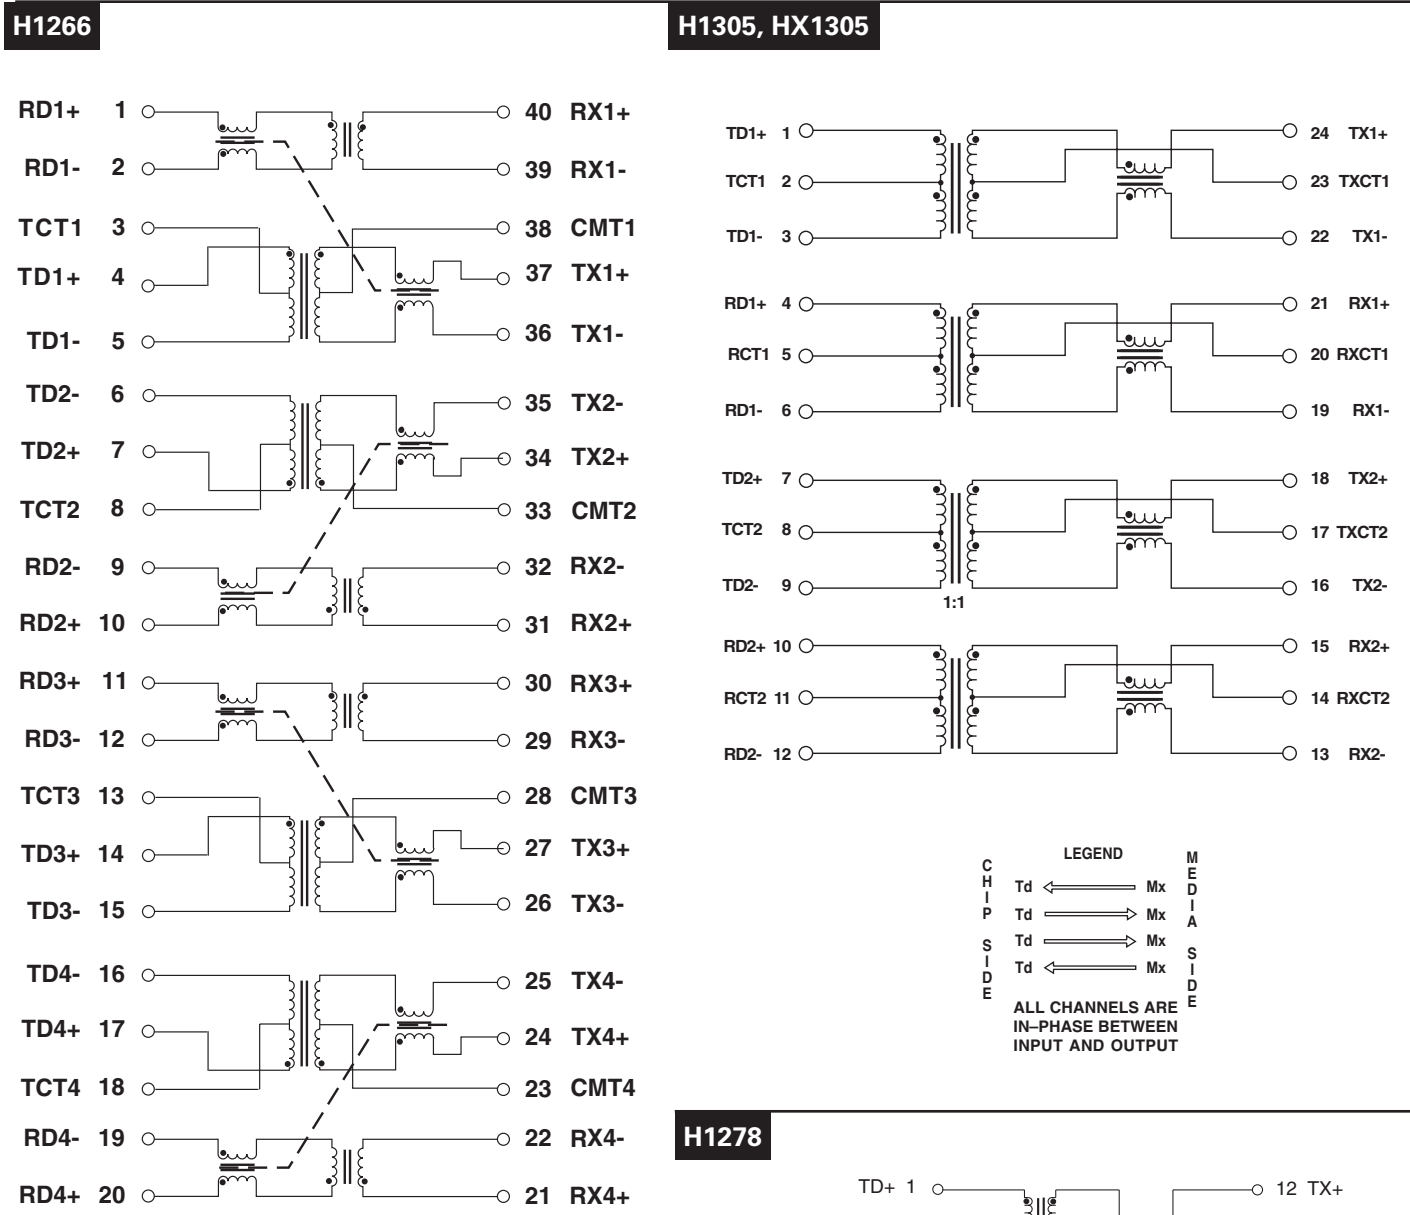 H1266
RD1+ 1 40 RX1+
RD1- 2 39 RX1-
TCT1 3 38 CMT1
TD1+ 4 37 TX1+
TD1- 5 36 TX1-
TD2- 6 35 TX2-
TD2+ 7 34 TX2+
TCT2 8 33 CMT2
RD2- 9 32 RX2-
RD2+ 10 31 RX2+
RD3+ 11 30 RX3+
RD3- 12 29 RX3-
TCT3 13 28 CMT3
TD3+ 14 27 TX3+
TD3- 15 26 TX3-
TD4- 16 25 TX4-
TD4+ 17 24 TX4+
TCT4 18 23 CMT4
RD4- 19 22 RX4-
RD4+ 20 21 RX4+
H1305, HX1305
TD1+ 1 24 TX1+
TCT1 2 23 TXCT1
TD1- 3 22 TX1-
RD1+ 4 21 RX1+
RCT1 5 20 RXCT1
RD1- 6 19 RX1-
TD2+ 7 18 TX2+
TCT2 8 17 TXCT2
TD2- 9 16 TX2-
1:1
RD2+ 10 15 RX2+
RCT2 11 14 RXCT2
RD2- 12 13 RX2-
LEGEND
CHIP SIDE
Td Mx
Td Mx
Td Mx
Td Mx
MEDIA SIDE
ALL CHANNELS ARE
IN–PHASE BETWEEN
INPUT AND OUTPUT
H1278
TD+ 1 12 TX+